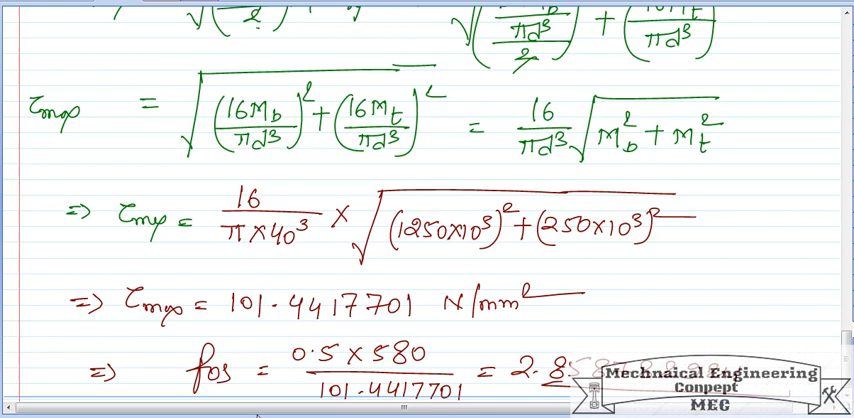 τmax = √((16Mb/πd³)² + (16Mt/πd³)²) = 16/πd³ √(Mb² + Mt²)
⇒ τmax = 16/(π×40³) × √((1250×10³)² + (250×10³)²)
⇒ τmax = 101.4417701 N/mm²
⇒ fos = (0.5×580)/101.4417701 = 2.858
Mechnaical Engineering
Conpept
MEC